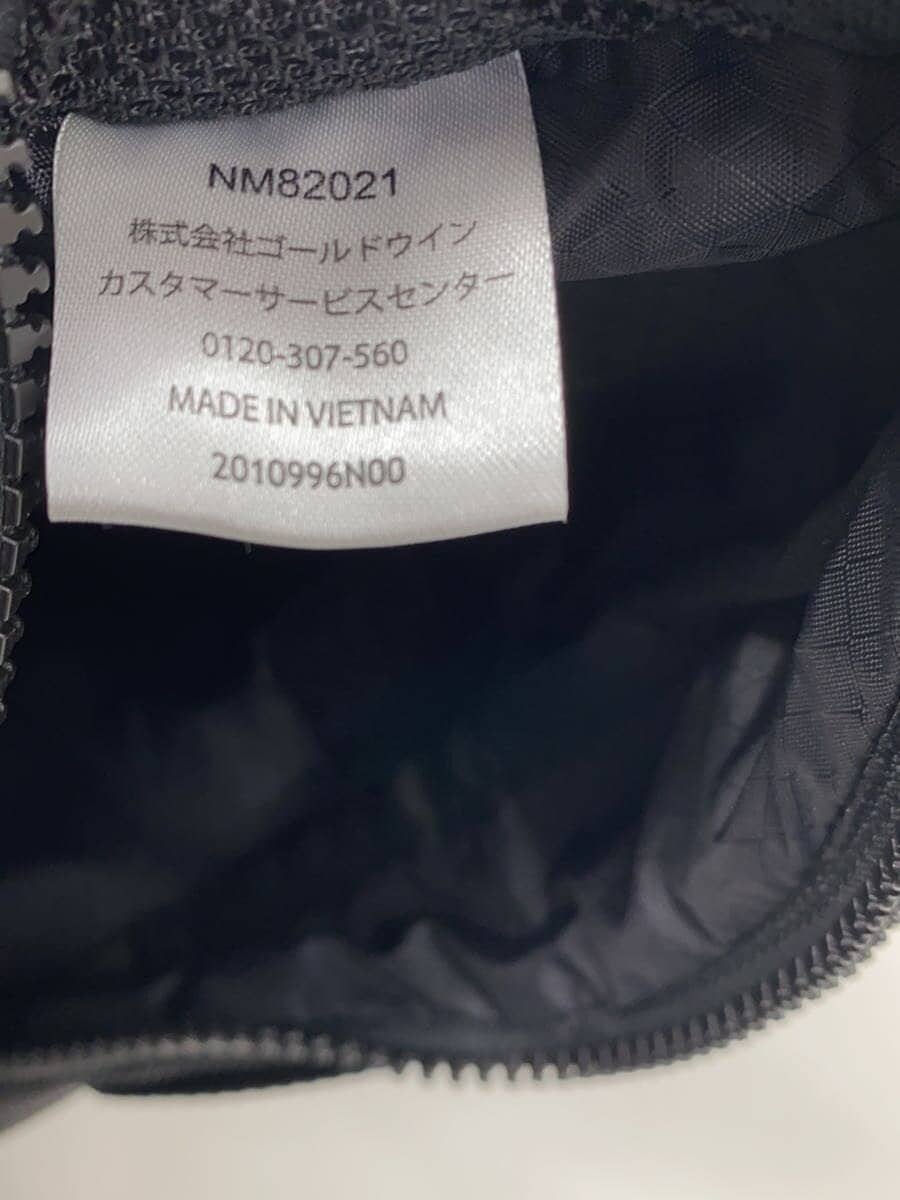 NM82021
株式会社ゴールドウイン
カスタマーサービスセンター
0120-307-560
MADE IN VIETNAM
2010996N00